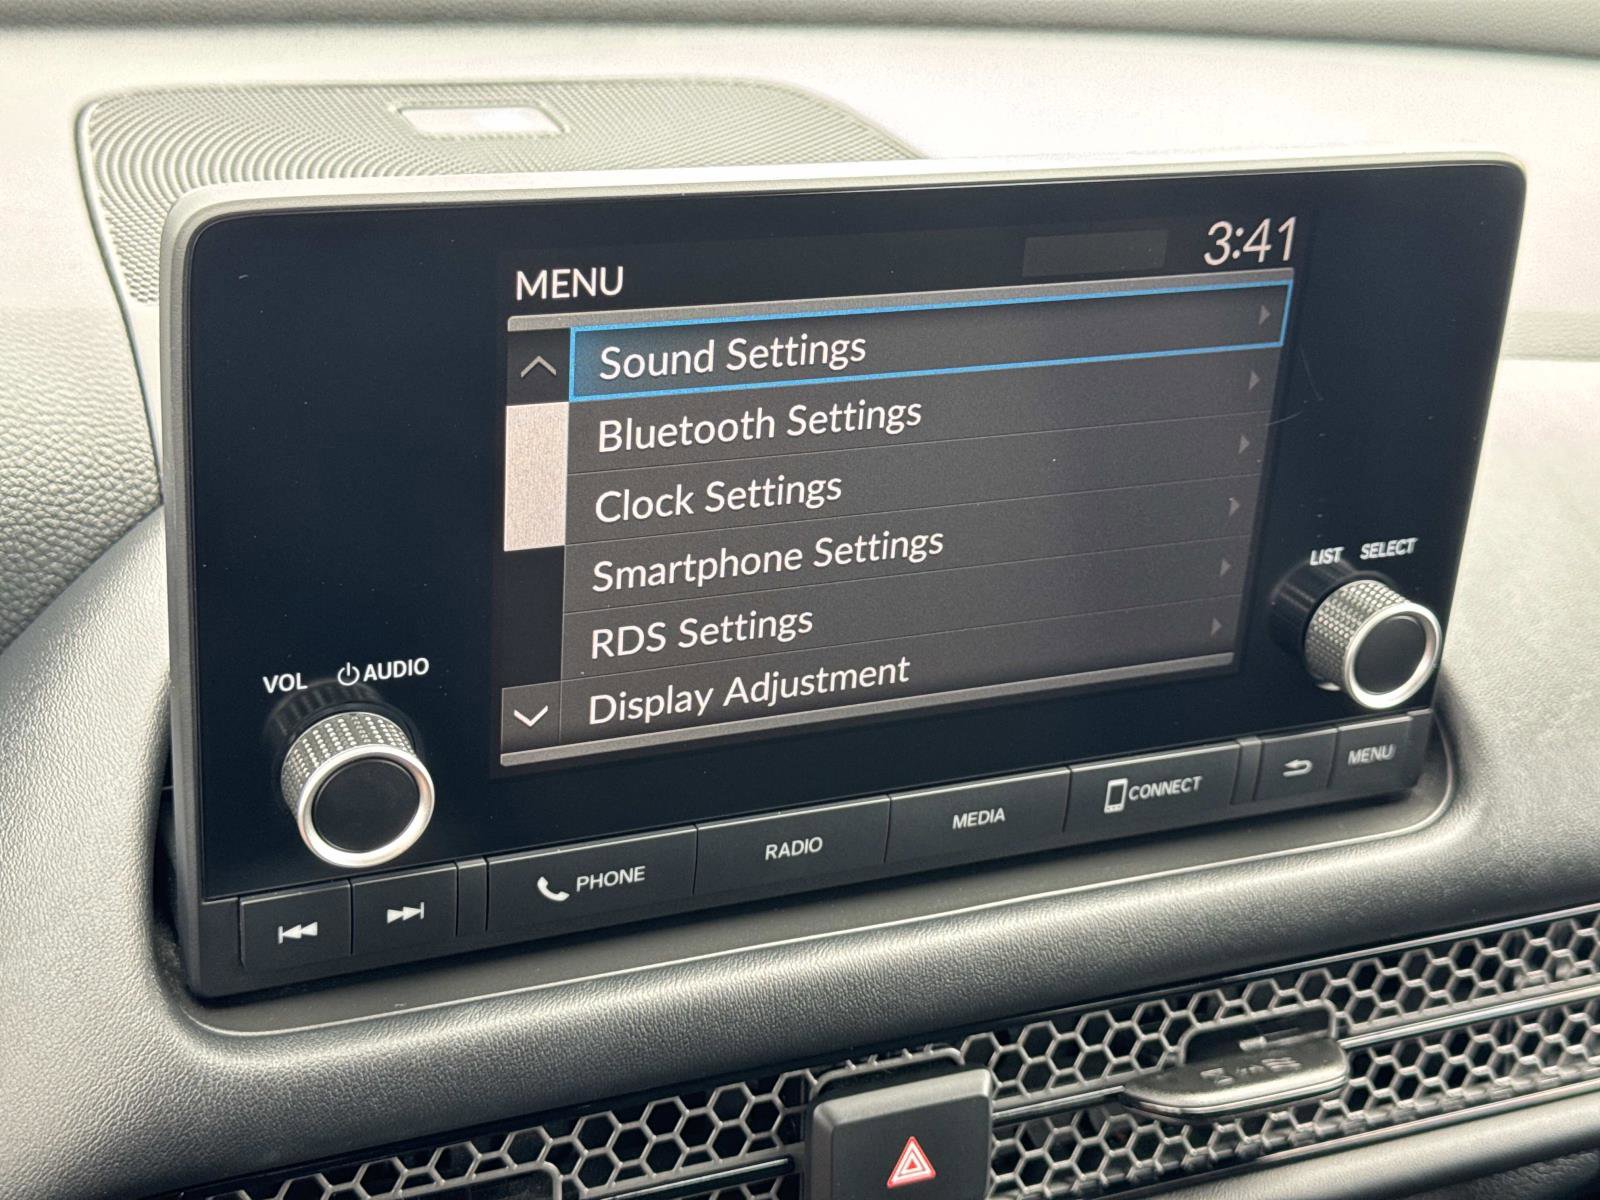 MENU
3:41
Sound Settings
Bluetooth Settings
Clock Settings
Smartphone Settings
RDS Settings
Display Adjustment
LIST SELECT
VOL AUDIO
PHONE
RADIO
MEDIA
CONNECT
MENU